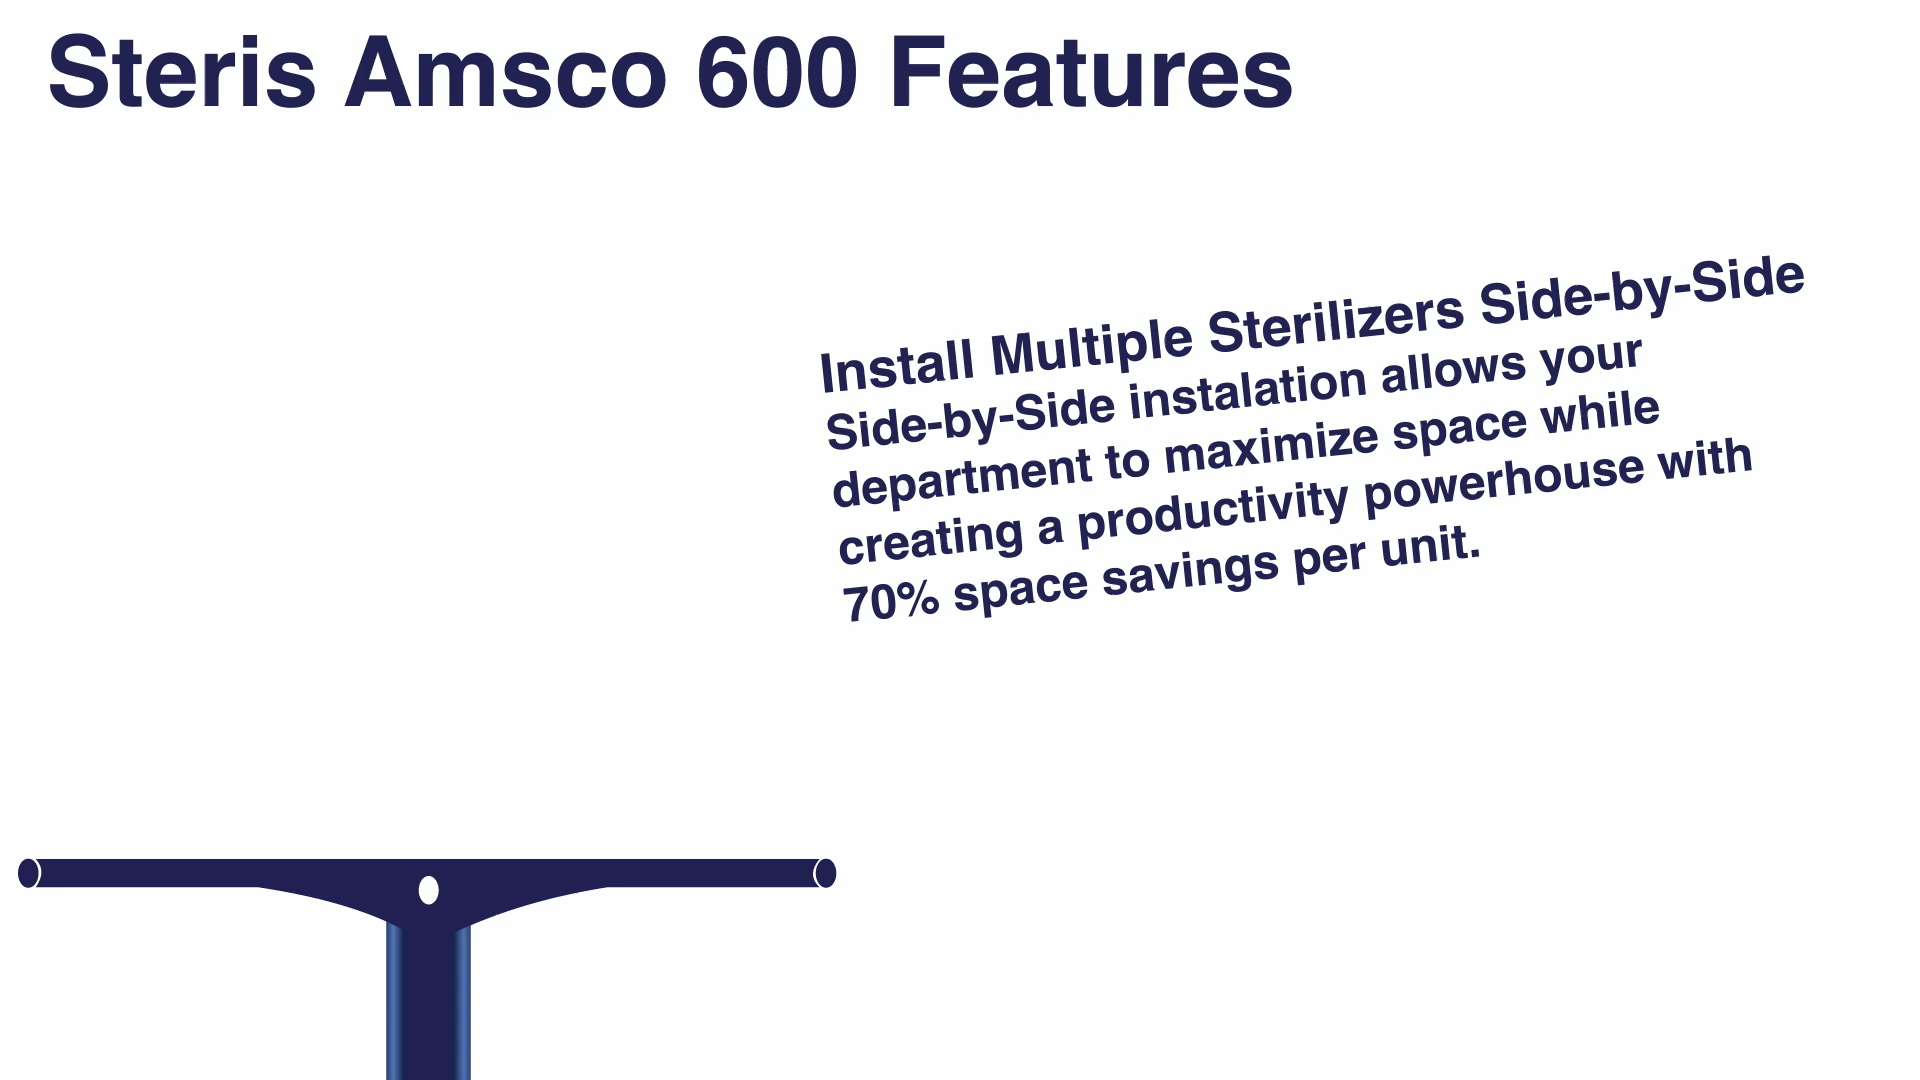 Steris Amsco 600 Features
Install Multiple Sterilizers Side-by-Side
Side-by-Side instalation allows your
department to maximize space while
creating a productivity powerhouse with
70% space savings per unit.